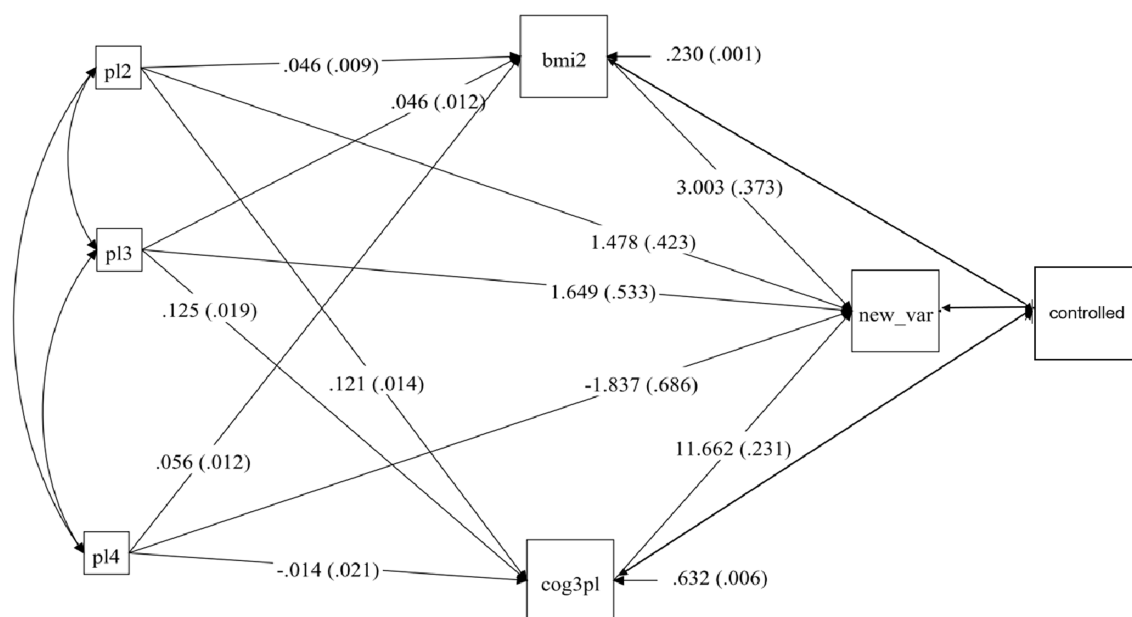 pl2
.046 (.009)
bmi2
.230 (.001)
.046 (.012)
3.003 (.373)
1.478 (.423)
pl3
1.649 (.533)
.125 (.019)
new_var
controlled
.121 (.014)
-1.837 (.686)
.056 (.012)
11.662 (.231)
pl4
-.014 (.021)
cog3pl
.632 (.006)